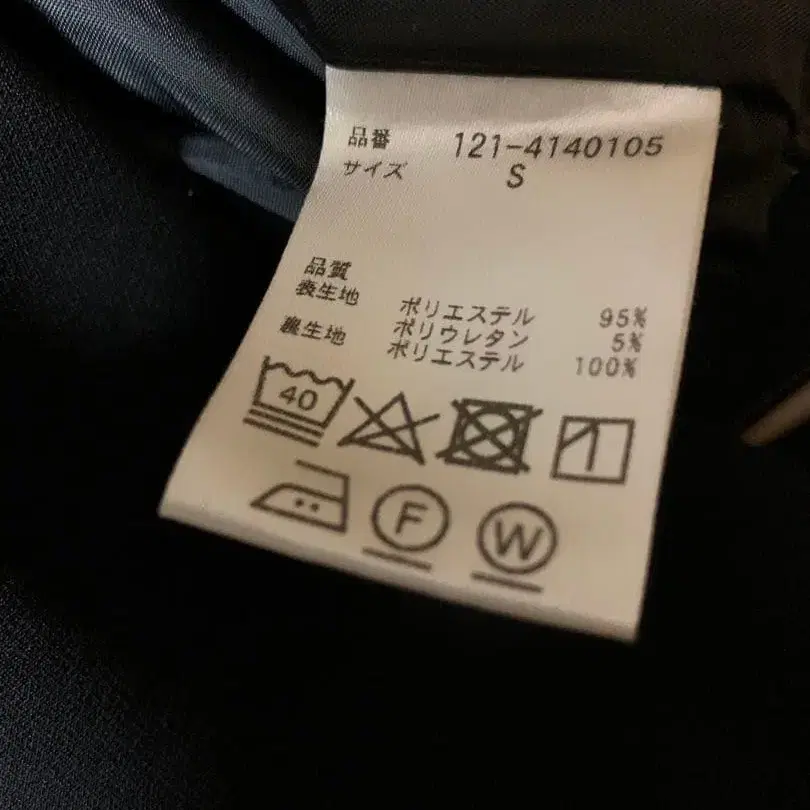 品番 121-4140105
サイズ S
品質
表生地 ポリエステル 95%
ポリウレタン 5%
裏生地 ポリエステル 100%
40
F
W